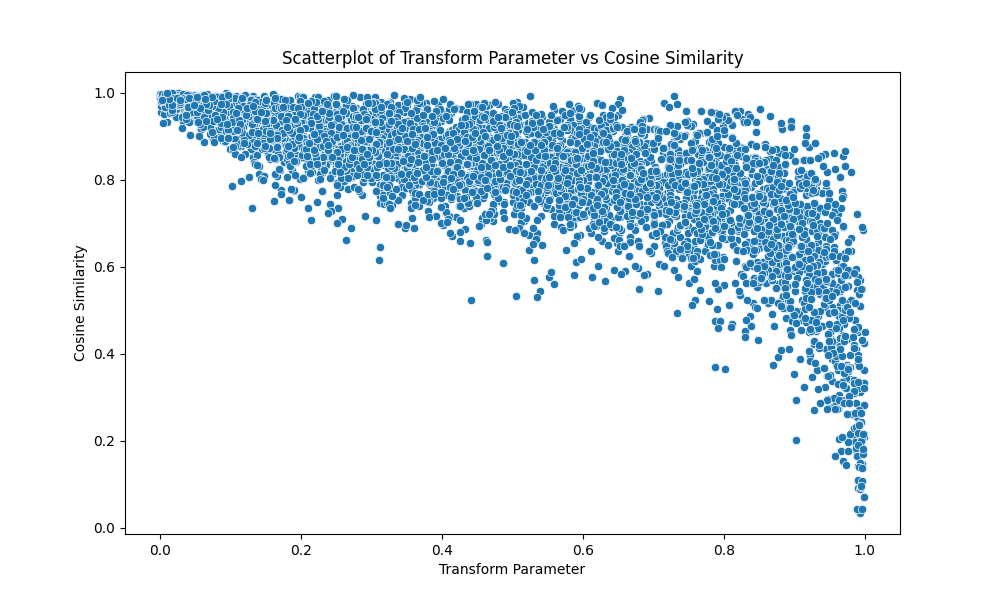 Scatterplot of Transform Parameter vs Cosine Similarity
1.0
0.8
0.6
0.4
0.2
0.0
Cosine Similarity
0.0 0.2 0.4 0.6 0.8 1.0
Transform Parameter